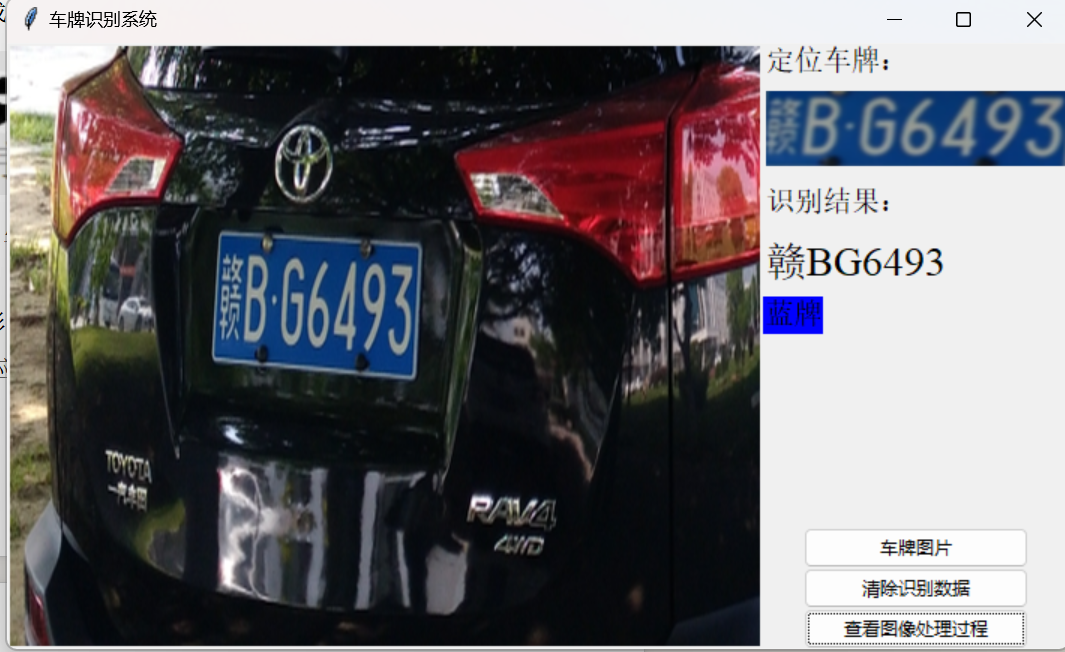 车牌识别系统
定位车牌：
赣B·G6493
识别结果：
赣BG6493
蓝牌
赣B·G6493
TOYOTA
一汽丰田
RAV4
4WD
车牌图片
清除识别数据
查看图像处理过程